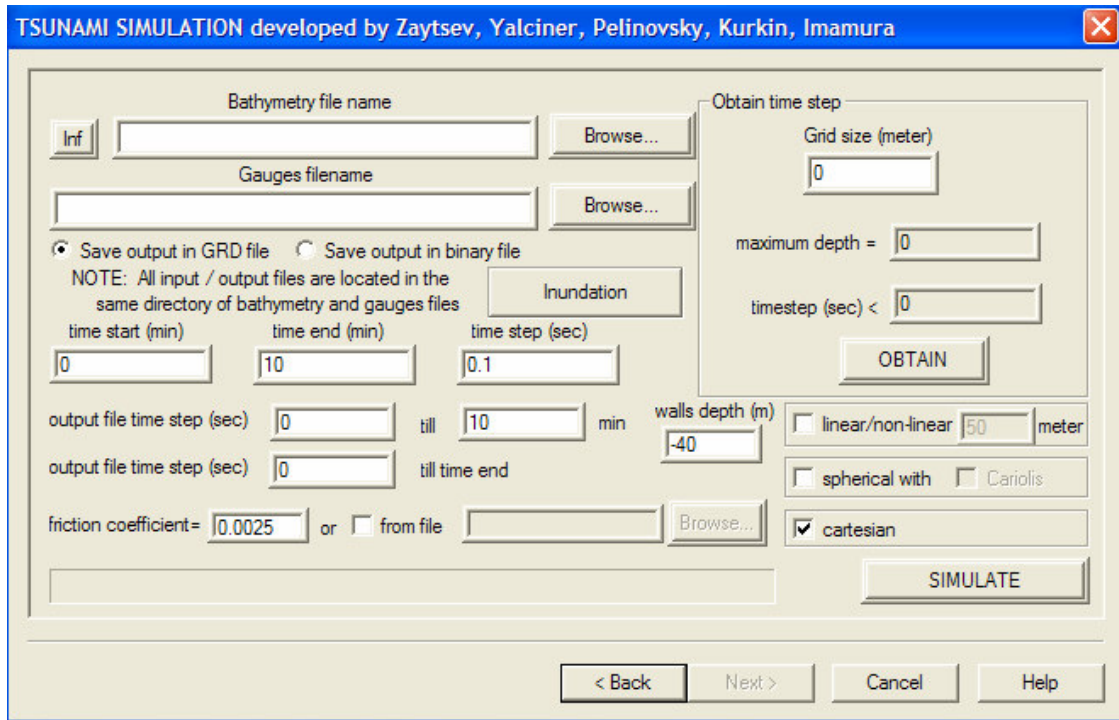 TSUNAMI SIMULATION developed by Zaytsev, Yalciner, Pelinovsky, Kurkin, Imamura
Bathymetry file name
Inf
Browse...
Gauges filename
Browse...
Save output in GRD file
Save output in binary file
NOTE: All input / output files are located in the
same directory of bathymetry and gauges files
Inundation
time start (min)
time end (min)
time step (sec)
0
10
0.1
Obtain time step
Grid size (meter)
0
maximum depth =
0
timestep (sec) <
0
OBTAIN
output file time step (sec)
0
till
10
min
walls depth (m)
-40
output file time step (sec)
0
till time end
linear/non-linear
50
meter
spherical with
Cariolis
friction coefficient=
0.0025
or
from file
Browse...
cartesian
SIMULATE
< Back
Next >
Cancel
Help